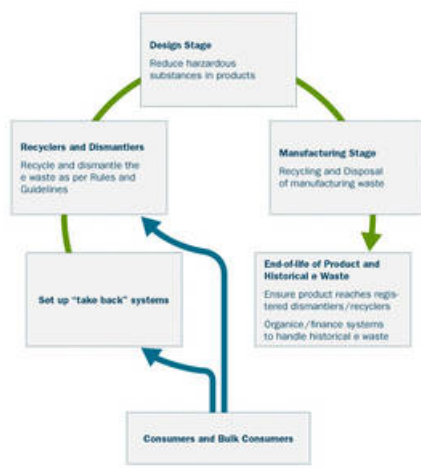 Design Stage
Reduce harzardous
substances in products
Recyclers and Dismantlers
Recycle and dismantle the
e waste as per Rules and
Guidelines
Manufacturing Stage
Recycling and Disposal
of manufacturing waste
Set up “take back” systems
End-of-life of Product and
Historical e Waste
Ensure product reaches regis-
tered dismantlers/recyclers
Organice/finance systems
to handle historical e waste
Consumers and Bulk Consumers